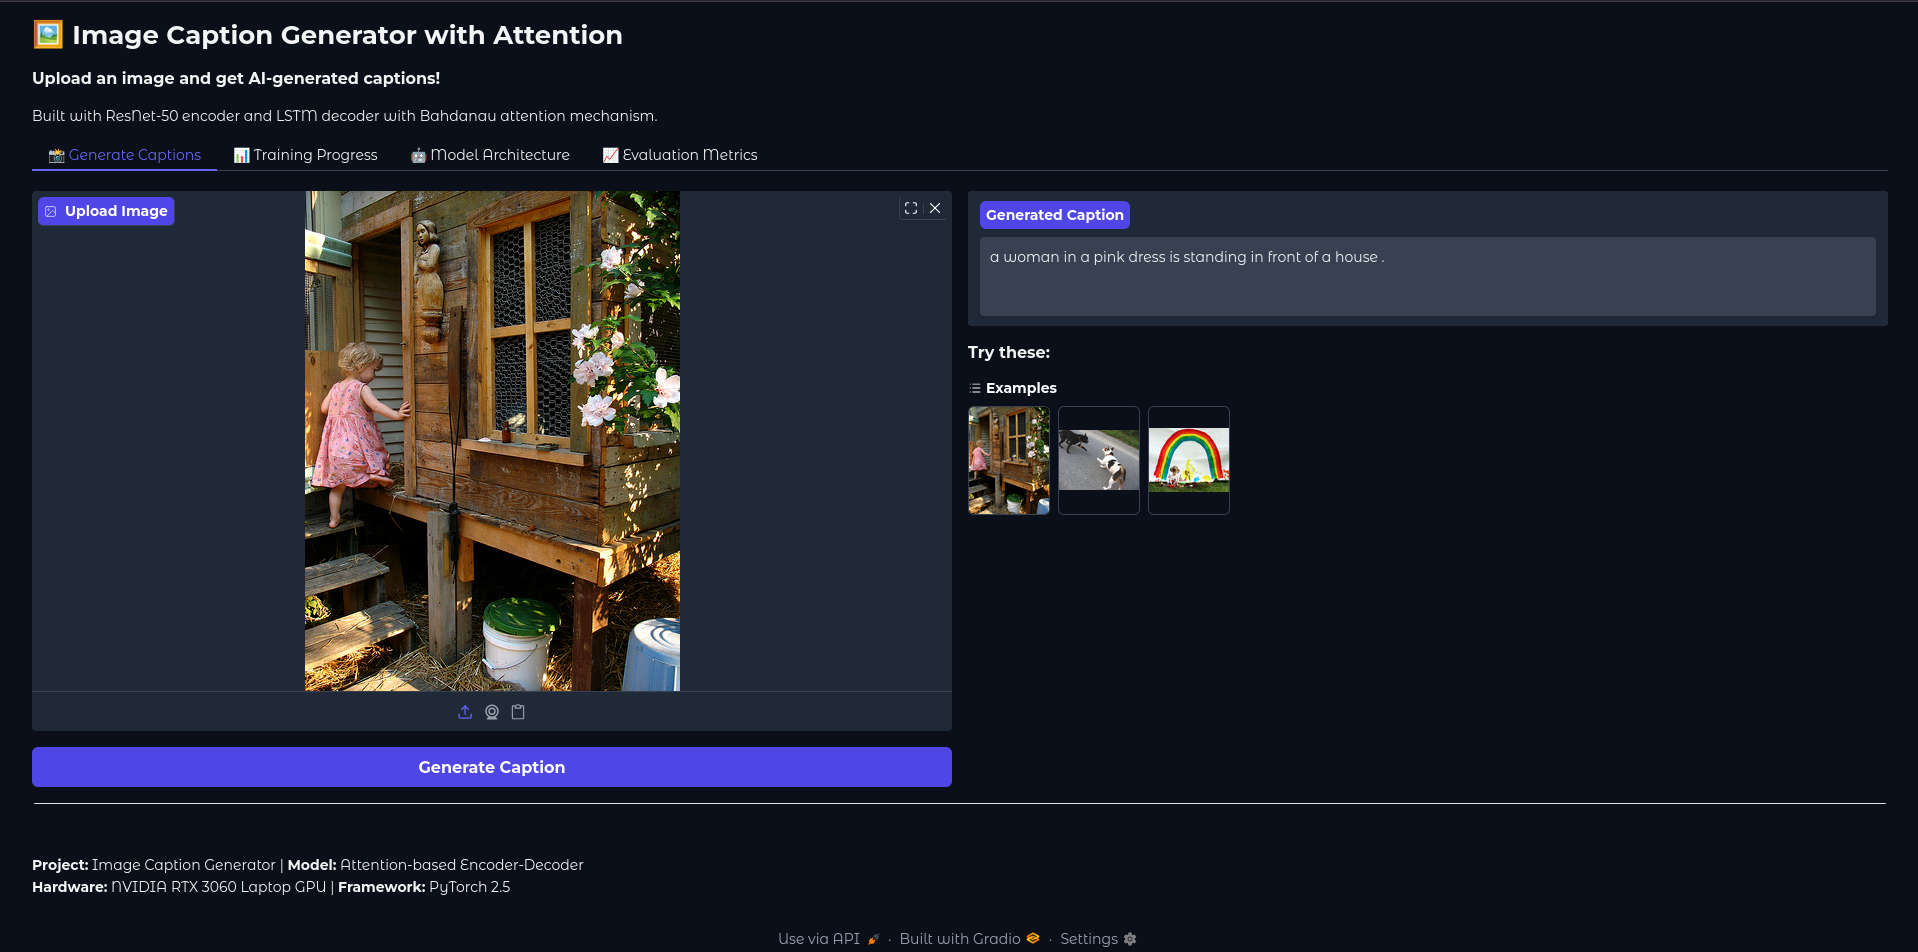 🖼️ Image Caption Generator with Attention
Upload an image and get AI-generated captions!
Built with ResNet-50 encoder and LSTM decoder with Bahdanau attention mechanism.
📸 Generate Captions 📊 Training Progress 🤖 Model Architecture 📈 Evaluation Metrics
Upload Image
Generated Caption
a woman in a pink dress is standing in front of a house .
Try these:
Examples
Generate Caption
Project: Image Caption Generator | Model: Attention-based Encoder-Decoder
Hardware: NVIDIA RTX 3060 Laptop GPU | Framework: PyTorch 2.5
Use via API · Built with Gradio · Settings